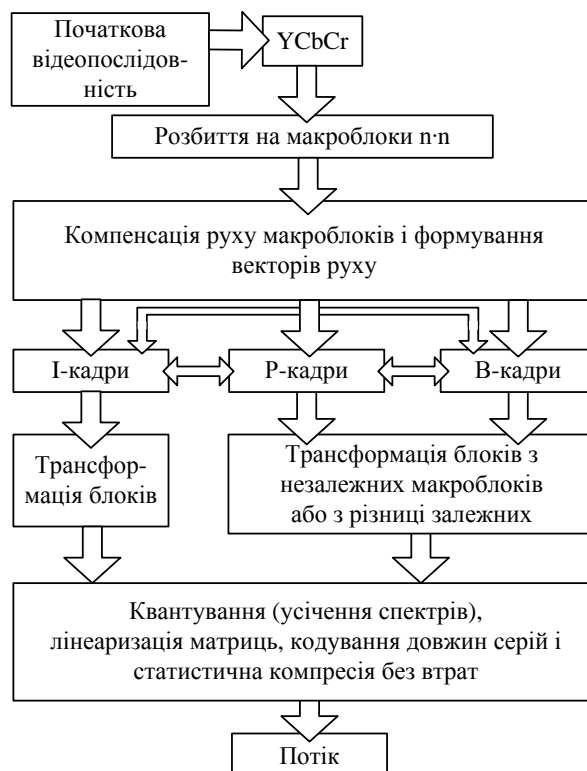 Початкова
відеопослідов-
ність
YCbCr
Розбиття на макроблоки n·n
Компенсація руху макроблоків і формування
векторів руху
I-кадри
P-кадри
B-кадри
Трансфор-
мація блоків
Трансформація блоків з
незалежних макроблоків
або з різниці залежних
Квантування (усічення спектрів),
лінеаризація матриць, кодування довжин серій і
статистична компресія без втрат
Потік